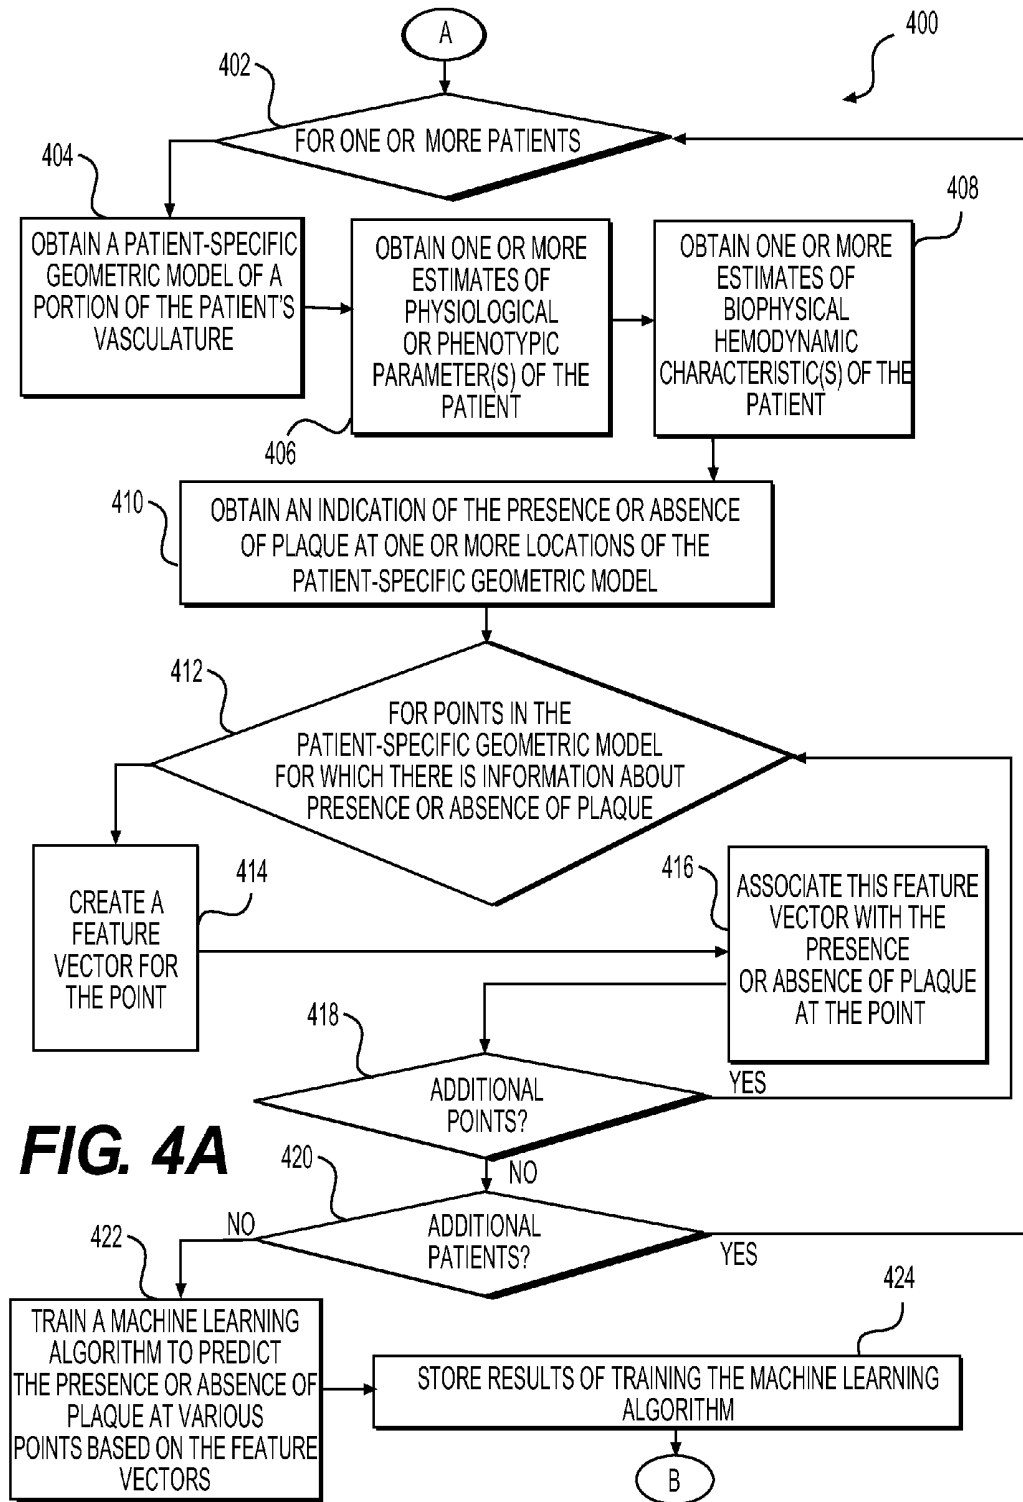 A
400
402
FOR ONE OR MORE PATIENTS
404
OBTAIN A PATIENT-SPECIFIC
GEOMETRIC MODEL OF A
PORTION OF THE PATIENT'S
VASCULATURE
OBTAIN ONE OR MORE
ESTIMATES OF
PHYSIOLOGICAL
OR PHENOTYPIC
PARAMETER(S) OF THE
PATIENT
406
408
OBTAIN ONE OR MORE
ESTIMATES OF
BIOPHYSICAL
HEMODYNAMIC
CHARACTERISTIC(S) OF THE
PATIENT
410
OBTAIN AN INDICATION OF THE PRESENCE OR ABSENCE
OF PLAQUE AT ONE OR MORE LOCATIONS OF THE
PATIENT-SPECIFIC GEOMETRIC MODEL
412
FOR POINTS IN THE
PATIENT-SPECIFIC GEOMETRIC MODEL
FOR WHICH THERE IS INFORMATION ABOUT
PRESENCE OR ABSENCE OF PLAQUE
414
CREATE A
FEATURE
VECTOR FOR
THE POINT
416
ASSOCIATE THIS FEATURE
VECTOR WITH THE
PRESENCE
OR ABSENCE OF PLAQUE
AT THE POINT
418
ADDITIONAL
POINTS?
YES
NO
FIG. 4A
420
ADDITIONAL
PATIENTS?
NO
YES
422
TRAIN A MACHINE LEARNING
ALGORITHM TO PREDICT
THE PRESENCE OR ABSENCE OF
PLAQUE AT VARIOUS
POINTS BASED ON THE FEATURE
VECTORS
424
STORE RESULTS OF TRAINING THE MACHINE LEARNING
ALGORITHM
B